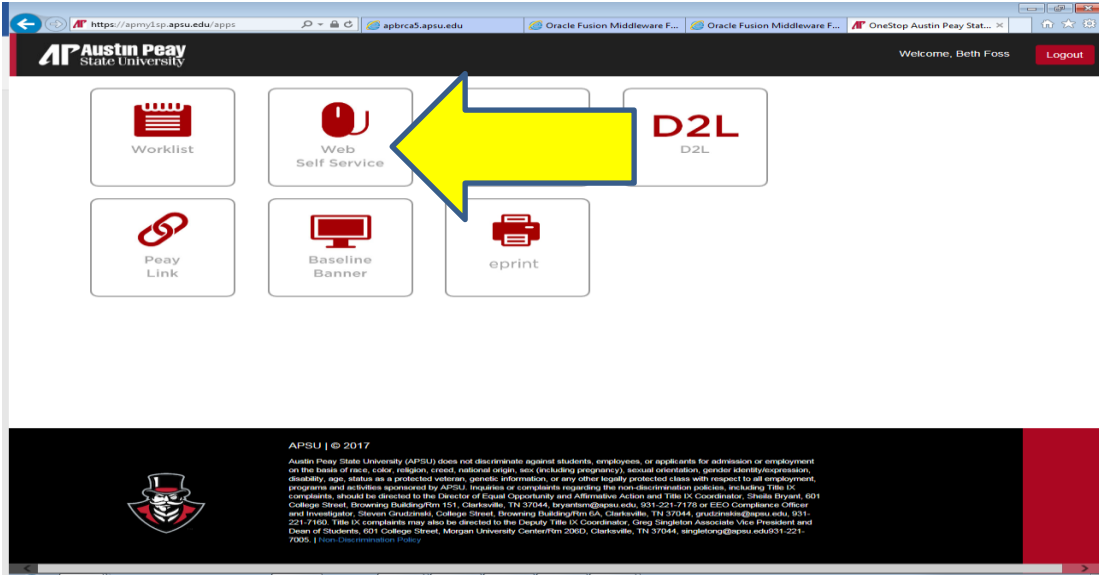 https://apmy1sp.apsu.edu/apps
apbrca5.apsu.edu
Oracle Fusion Middleware F...
Oracle Fusion Middleware F...
OneStop Austin Peay Stat...
AP Austin Peay
State University
Welcome, Beth Foss
Logout
Worklist
Web
Self Service
D2L
D2L
Peay
Link
Baseline
Banner
eprint
APSU | © 2017
Austin Peay State University (APSU) does not discriminate against students, employees, or applicants for admission or employment
on the basis of race, color, religion, creed, national origin, sex (including pregnancy), sexual orientation, gender identity/expression,
disability, age, status as a protected veteran, genetic information, or any other legally protected class with respect to all employment,
programs and activities sponsored by APSU. Inquiries or complaints regarding the non-discrimination policies, including Title IX
complaints, should be directed to the Director of Equal Opportunity and Affirmative Action and Title IX Coordinator, Sheila Bryant, 601
College Street, Browning Building/Rm 151, Clarksville, TN 37044, bryantsm@apsu.edu, 931-221-7178 or EEO Compliance Officer
and Investigator, Steven Grudzinski, College Street, Browning Building/Rm 6A, Clarksville, TN 37044, grudzinskis@apsu.edu, 931-
221-7160. Title IX complaints may also be directed to the Deputy Title IX Coordinator, Greg Singleton Associate Vice President and
Dean of Students, 601 College Street, Morgan University Center/Rm 206D, Clarksville, TN 37044, singletong@apsu.edu931-221-
7005. | Non-Discrimination Policy